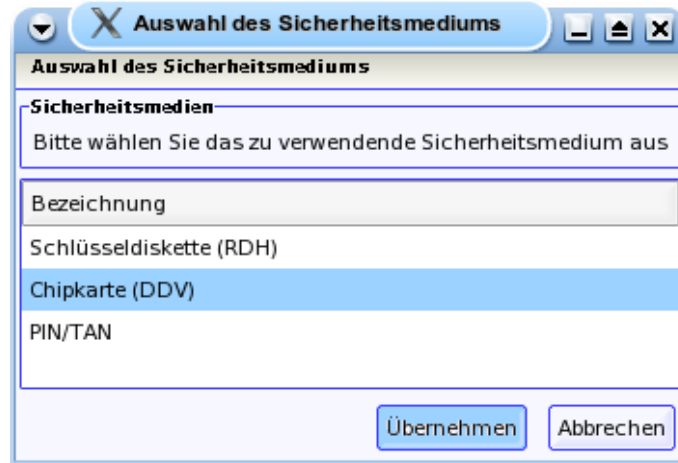 Auswahl des Sicherheitsmediums
Auswahl des Sicherheitsmediums
Sicherheitsmedien
Bitte wählen Sie das zu verwendende Sicherheitsmedium aus
Bezeichnung
Schlüsseldiskette (RDH)
Chipkarte (DDV)
PIN/TAN
Übernehmen Abbrechen